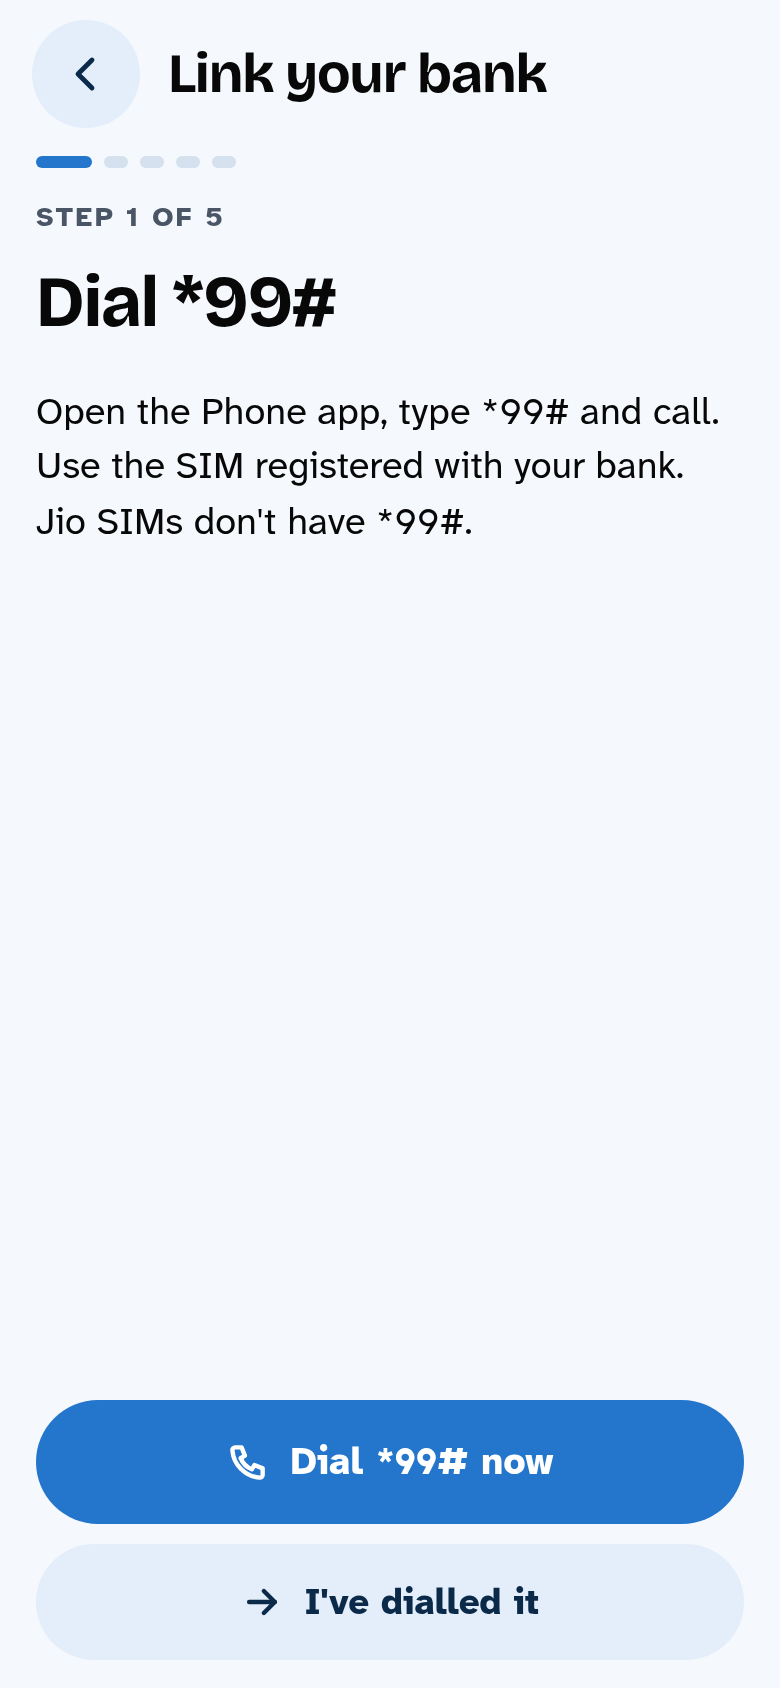 Link your bank
STEP 1 OF 5
Dial *99#
Open the Phone app, type *99# and call.
Use the SIM registered with your bank.
Jio SIMs don't have *99#.
Dial *99# now
I've dialled it